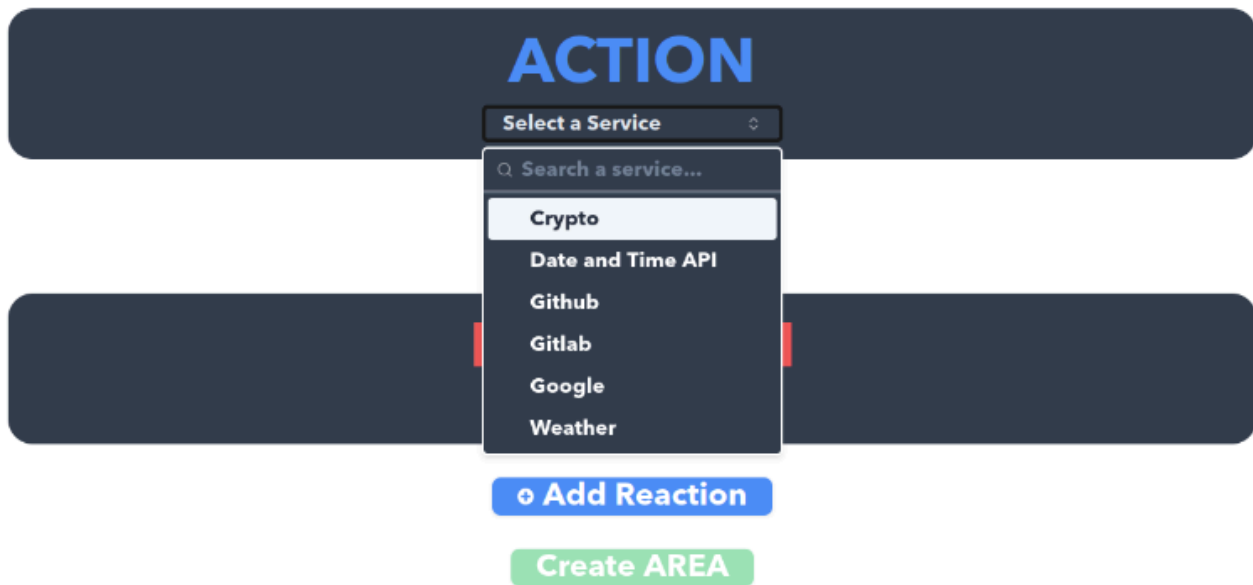 ACTION
Select a Service
Search a service...
Crypto
Date and Time API
Github
Gitlab
Google
Weather
Add Reaction
Create AREA